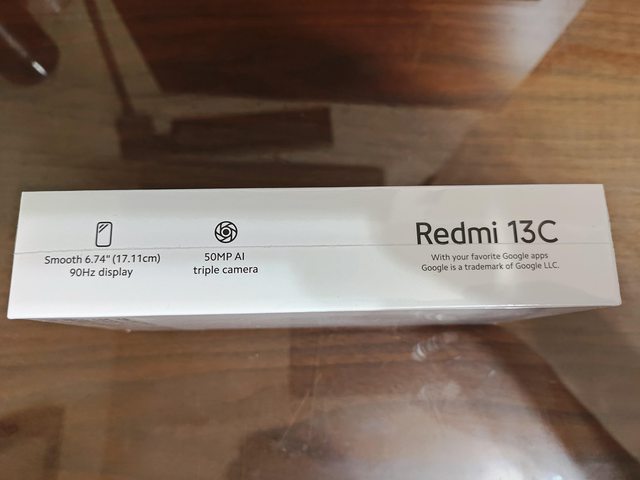 Smooth 6.74" (17.11cm)
90Hz display
50MP AI
triple camera
Redmi 13C
With your favorite Google apps
Google is a trademark of Google LLC.